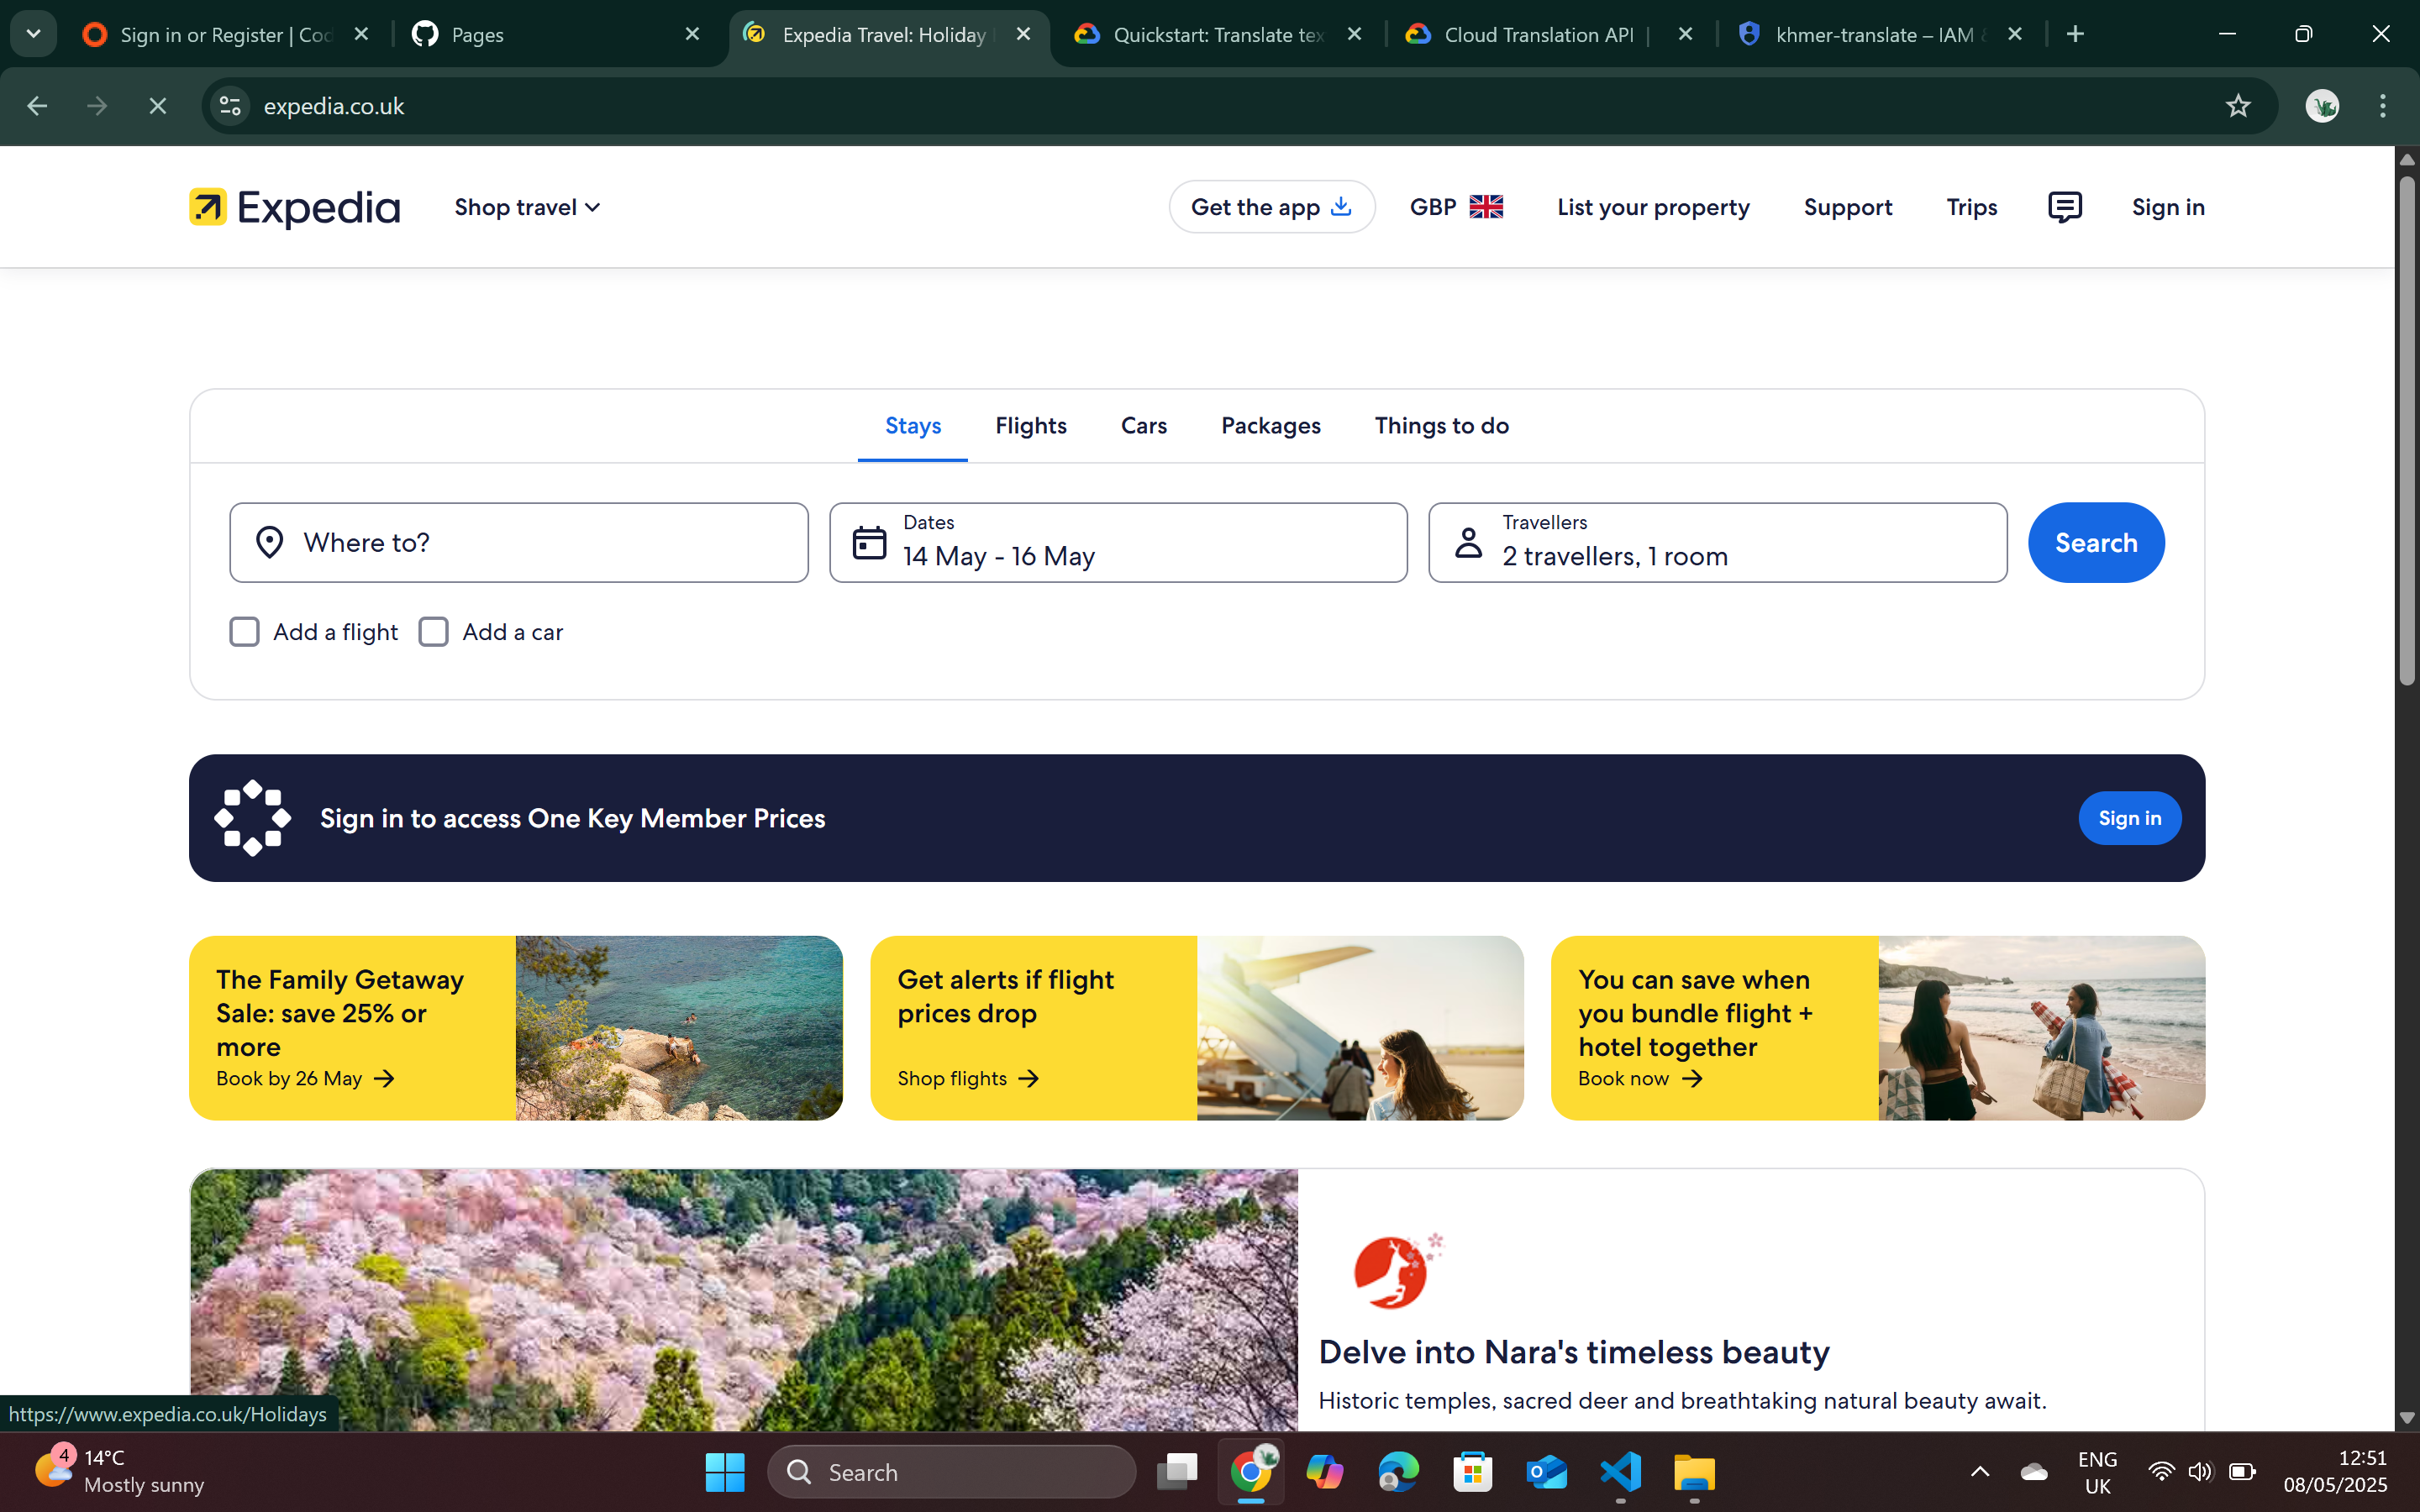 Sign in or Register | Cod
Pages
Expedia Travel: Holiday
Quickstart: Translate tex
Cloud Translation API |
khmer-translate – IAM &
expedia.co.uk
Expedia
Shop travel
Get the app
GBP
List your property
Support
Trips
Sign in
Stays
Flights
Cars
Packages
Things to do
Where to?
Dates
14 May - 16 May
Travellers
2 travellers, 1 room
Search
Add a flight
Add a car
Sign in to access One Key Member Prices
Sign in
The Family Getaway
Sale: save 25% or
more
Book by 26 May
Get alerts if flight
prices drop
Shop flights
You can save when
you bundle flight +
hotel together
Book now
Delve into Nara's timeless beauty
Historic temples, sacred deer and breathtaking natural beauty await.
https://www.expedia.co.uk/Holidays
4
14°C
Mostly sunny
Search
ENG
UK
12:51
08/05/2025